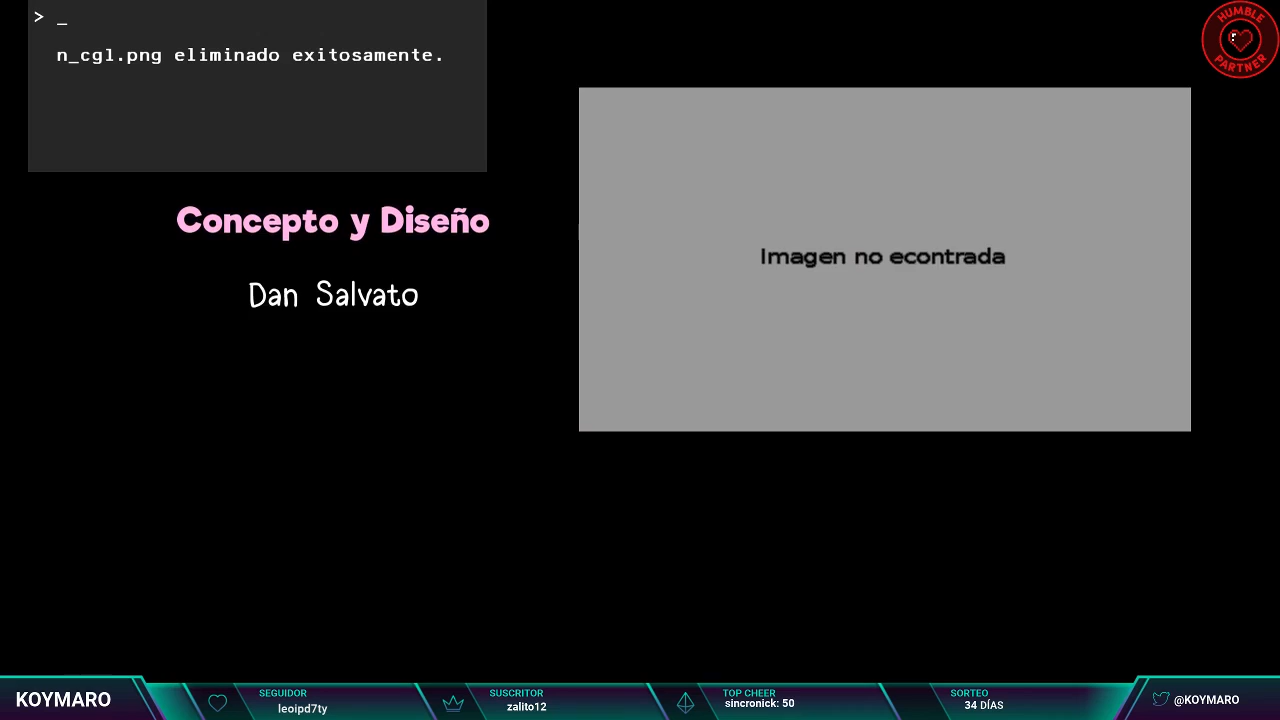 > _
n_cg1.png eliminado exitosamente.
HUMBLE
PARTNER
Concepto y Diseño
Dan Salvato
Imagen no econtrada
KOYMARO
SEGUIDOR
leoipd7ty
SUSCRITOR
zalito12
TOP CHEER
sincronick: 50
SORTEO
34 DÍAS
@KOYMARO